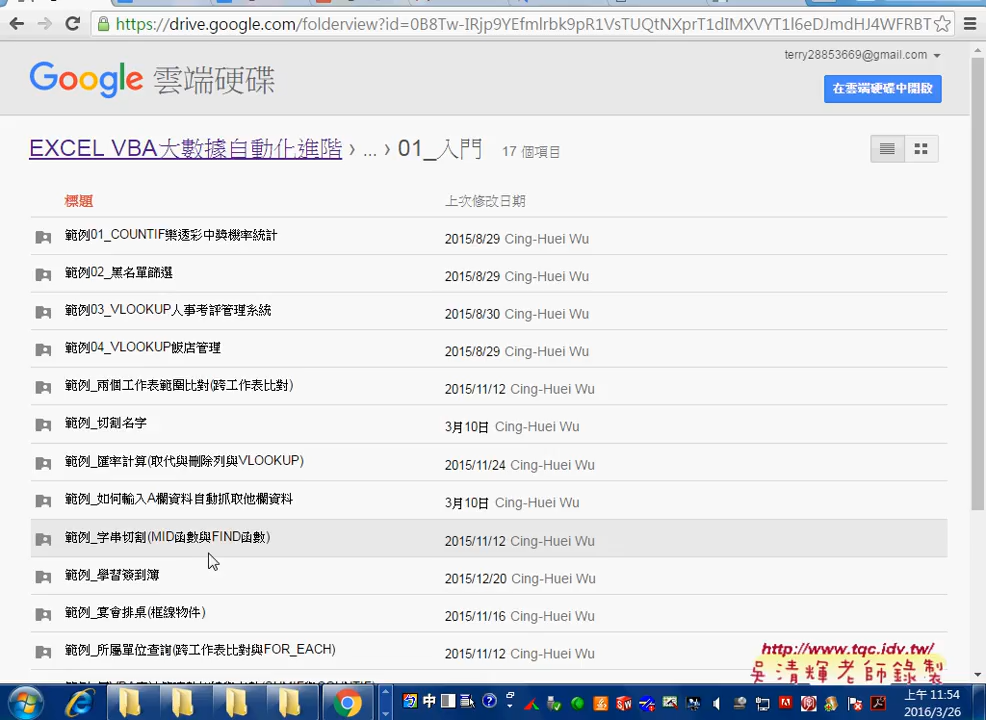 https://drive.google.com/folderview?id=0B8Tw-IRjp9YEfmlrbk9pR1VsTUQtNXprT1dIMXVYT1l6eDJmdHJ4WFRBT
terry28853669@gmail.com
Google 雲端硬碟
在雲端硬碟中開啟
EXCEL VBA大數據自動化進階 › ... › 01_入門 17 個項目
標題 上次修改日期
範例01_COUNTIF樂透彩中獎機率統計 2015/8/29 Cing-Huei Wu
範例02_黑名單篩選 2015/8/29 Cing-Huei Wu
範例03_VLOOKUP人事考評管理系統 2015/8/30 Cing-Huei Wu
範例04_VLOOKUP飯店管理 2015/8/29 Cing-Huei Wu
範例_兩個工作表範圍比對(跨工作表比對) 2015/11/12 Cing-Huei Wu
範例_切割名字 3月10日 Cing-Huei Wu
範例_匯率計算(取代與刪除列與VLOOKUP) 2015/11/24 Cing-Huei Wu
範例_如何輸入A欄資料自動抓取他欄資料 3月10日 Cing-Huei Wu
範例_字串切割(MID函數與FIND函數) 2015/11/12 Cing-Huei Wu
範例_學習簽到簿 2015/12/20 Cing-Huei Wu
範例_宴會排桌(框線物件) 2015/11/16 Cing-Huei Wu
範例_所屬單位查詢(跨工作表比對與FOR_EACH) 2015/11/12 Cing-Huei Wu
http://www.tqc.idv.tw/
吳清輝老師錄製
中
上午 11:54
2016/3/26